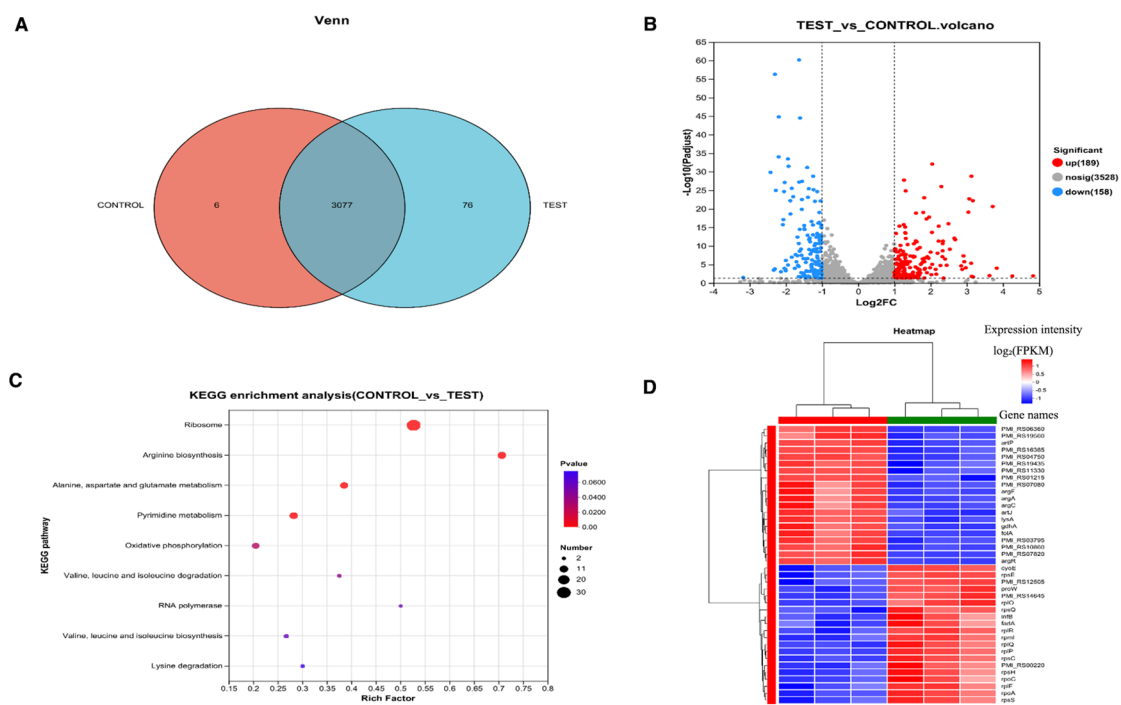 A
Venn
CONTROL
6
3077
76
TEST
B
TEST_vs_CONTROL.volcano
-Log10(Padjust)
65
60
55
50
45
40
35
30
25
20
15
10
5
0
-4
-3
-2
-1
0
1
2
3
4
5
Log2FC
Significant
up(189)
nosig(3528)
down(158)
C
KEGG enrichment analysis(CONTROL_vs_TEST)
KEGG pathway
Ribosome
Arginine biosynthesis
Alanine, aspartate and glutamate metabolism
Pyrimidine metabolism
Oxidative phosphorylation
Valine, leucine and isoloucine degradation
RNA polymerase
Valine, leucine and isoleucine biosynthesis
Lysine degradation
0.15
0.2
0.25
0.3
0.35
0.4
0.45
0.5
0.55
0.6
0.65
0.7
0.75
0.8
Rich Factor
Pvalue
0.0600
0.0400
0.0200
0.00
Number
2
11
20
30
D
Heatmap
Expression intensity
log₂(FPKM)
1
0.5
0
-0.5
-1
Gene names
PMI_RS06360
PMI_RS19560
artP
PMI_RS16385
PMI_RS04750
PMI_RS19435
PMI_RS11330
PMI_RS01215
PMI_RS07080
argF
argA
argC
artJ
lysA
gdhA
folA
PMI_RS03795
PMI_RS10860
PMI_RS07820
argR
cyoE
rpsE
PMI_RS12505
proW
PMI_RS14645
rplO
rpsQ
infB
fadA
rplR
rpmI
rplQ
rplP
rpsC
PMI_RS00220
rpsH
rpoC
rplF
rpoA
rpsS